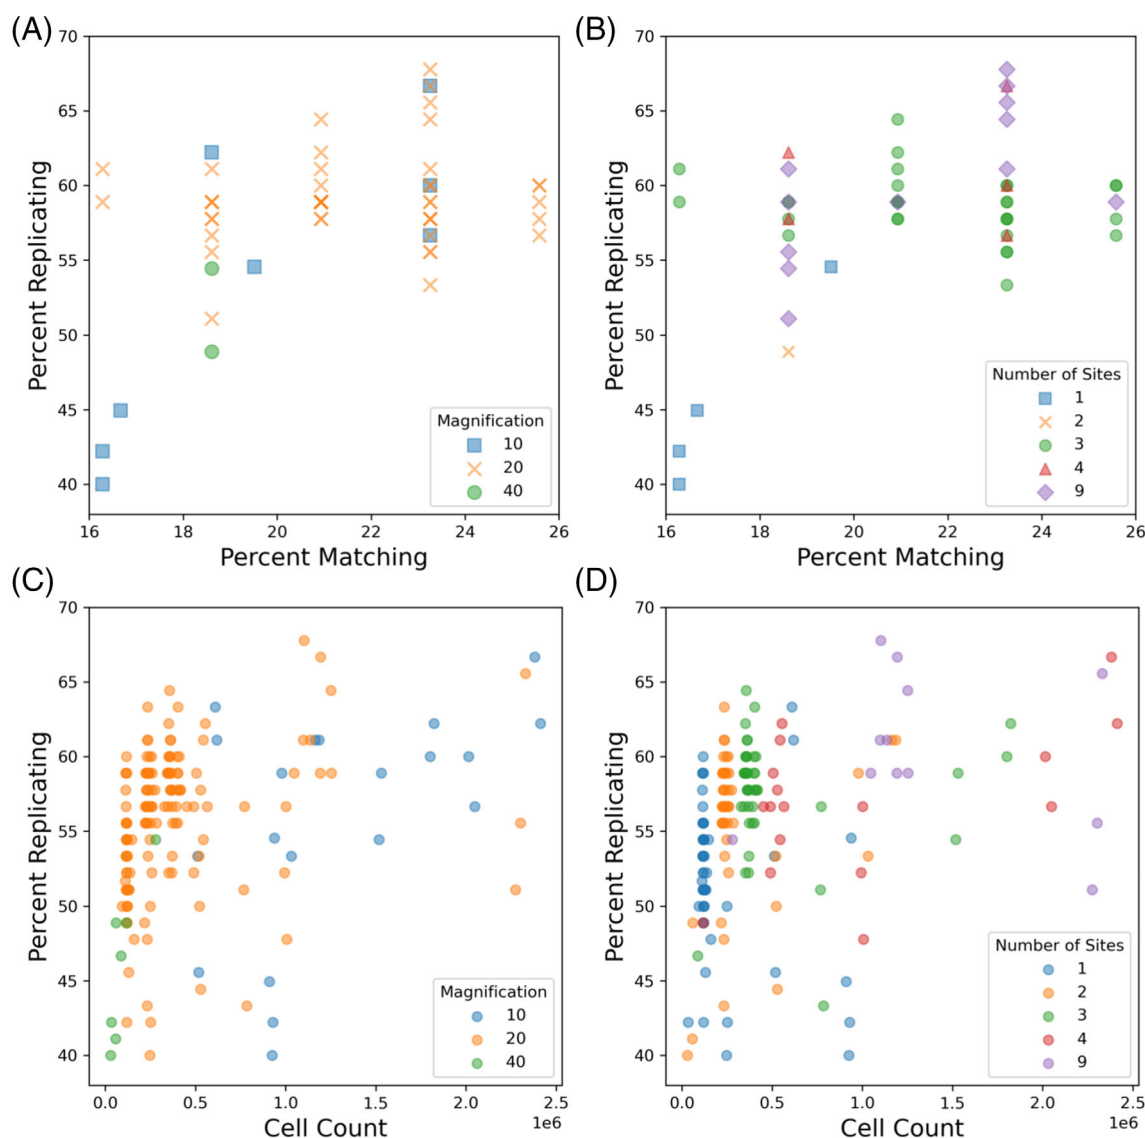 (A)
70
65
60
55
50
45
40
Percent Replicating
16 18 20 22 24 26
Percent Matching
Magnification
10
20
40
(B)
70
65
60
55
50
45
40
Percent Replicating
16 18 20 22 24 26
Percent Matching
Number of Sites
1
2
3
4
9
(C)
70
65
60
55
50
45
40
Percent Replicating
0.0 0.5 1.0 1.5 2.0 2.5
1e6
Cell Count
Magnification
10
20
40
(D)
70
65
60
55
50
45
40
Percent Replicating
0.0 0.5 1.0 1.5 2.0 2.5
1e6
Cell Count
Number of Sites
1
2
3
4
9